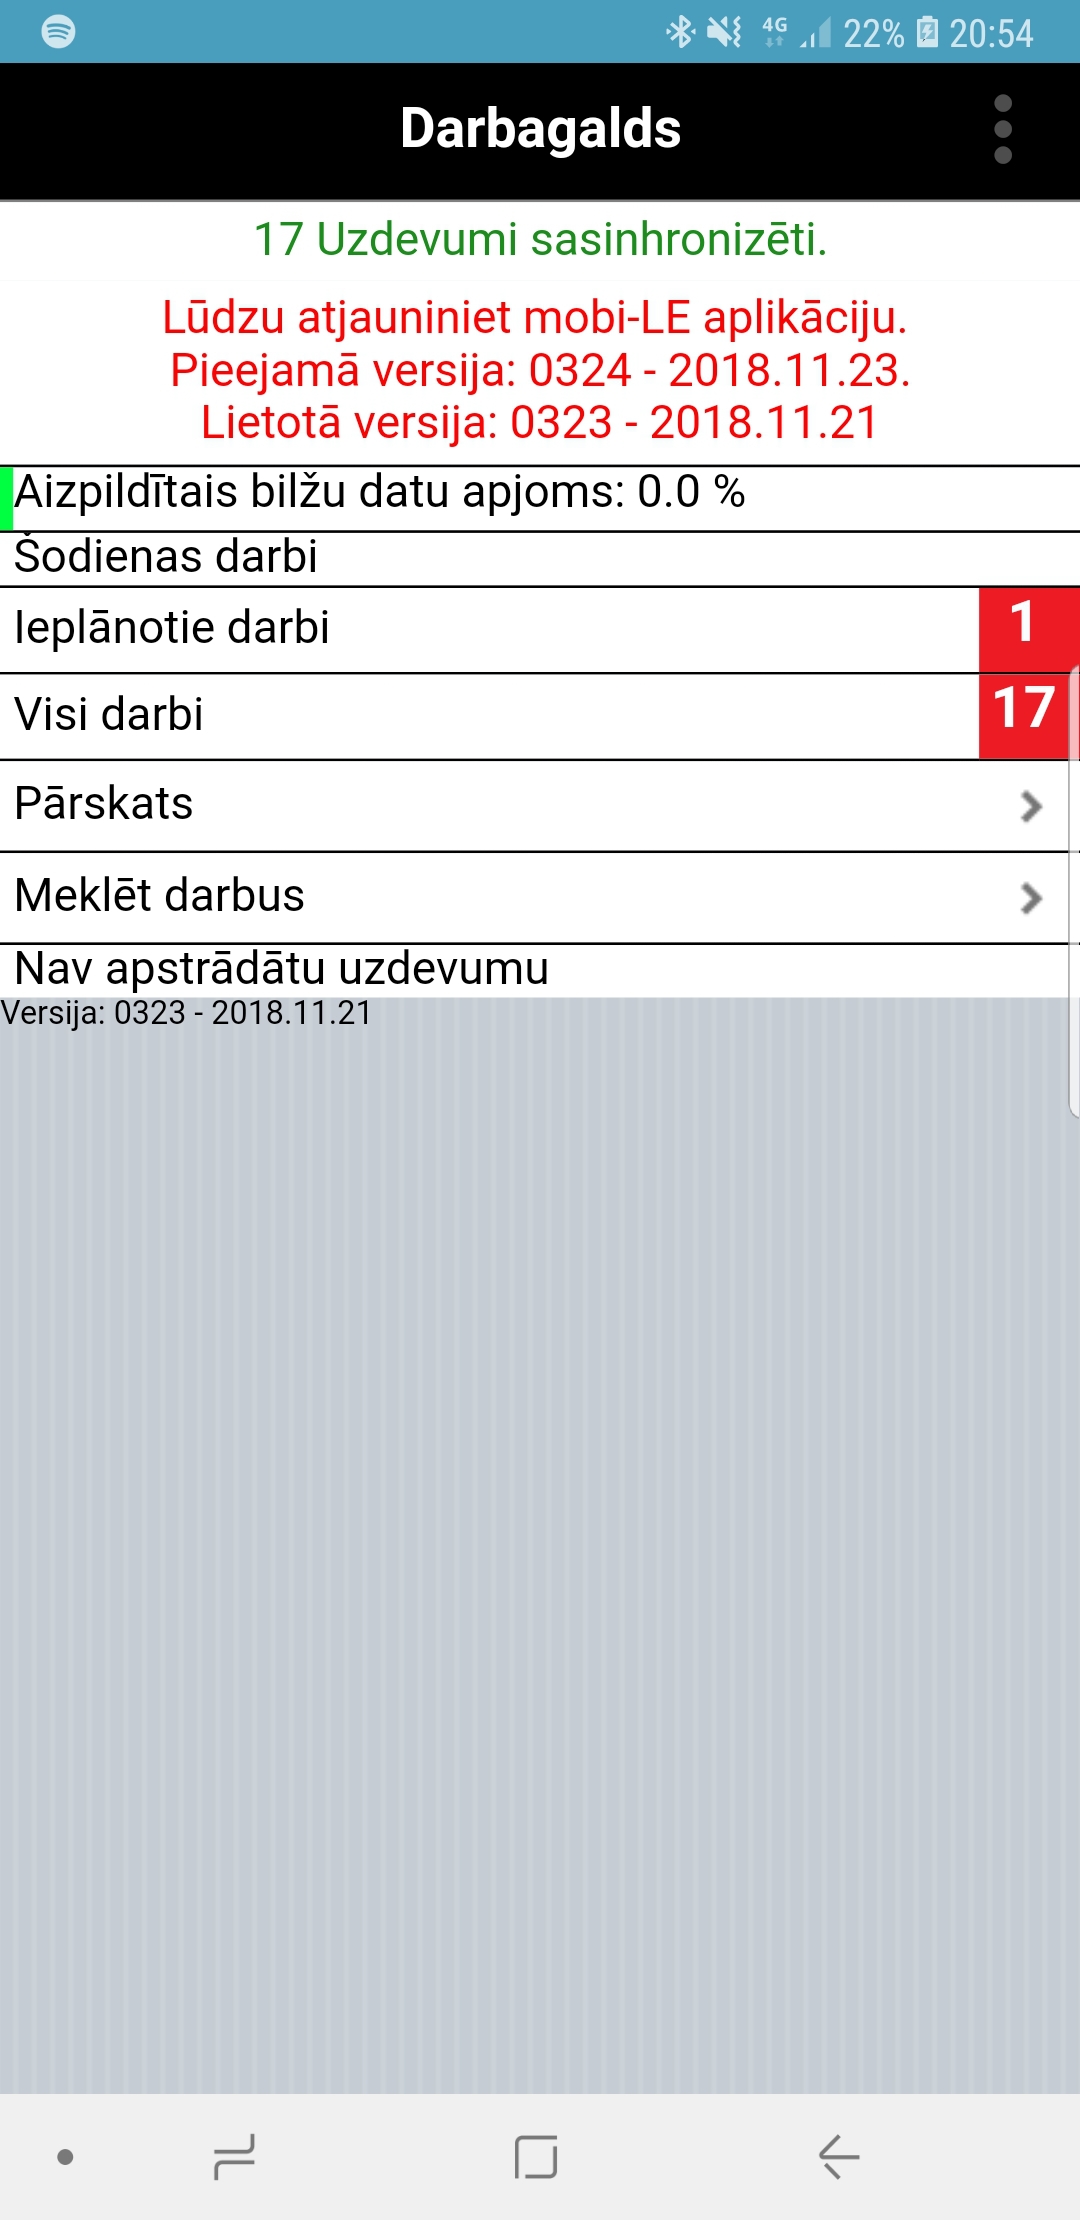 4G 22% 20:54
Darbagalds
17 Uzdevumi sasinhronizēti.
Lūdzu atjauniniet mobi-LE aplikāciju.
Pieejamā versija: 0324 - 2018.11.23.
Lietotā versija: 0323 - 2018.11.21
Aizpildītais bilžu datu apjoms: 0.0 %
Šodienas darbi
Ieplānotie darbi 1
Visi darbi 17
Pārskats
Meklēt darbus
Nav apstrādātu uzdevumu
Versija: 0323 - 2018.11.21